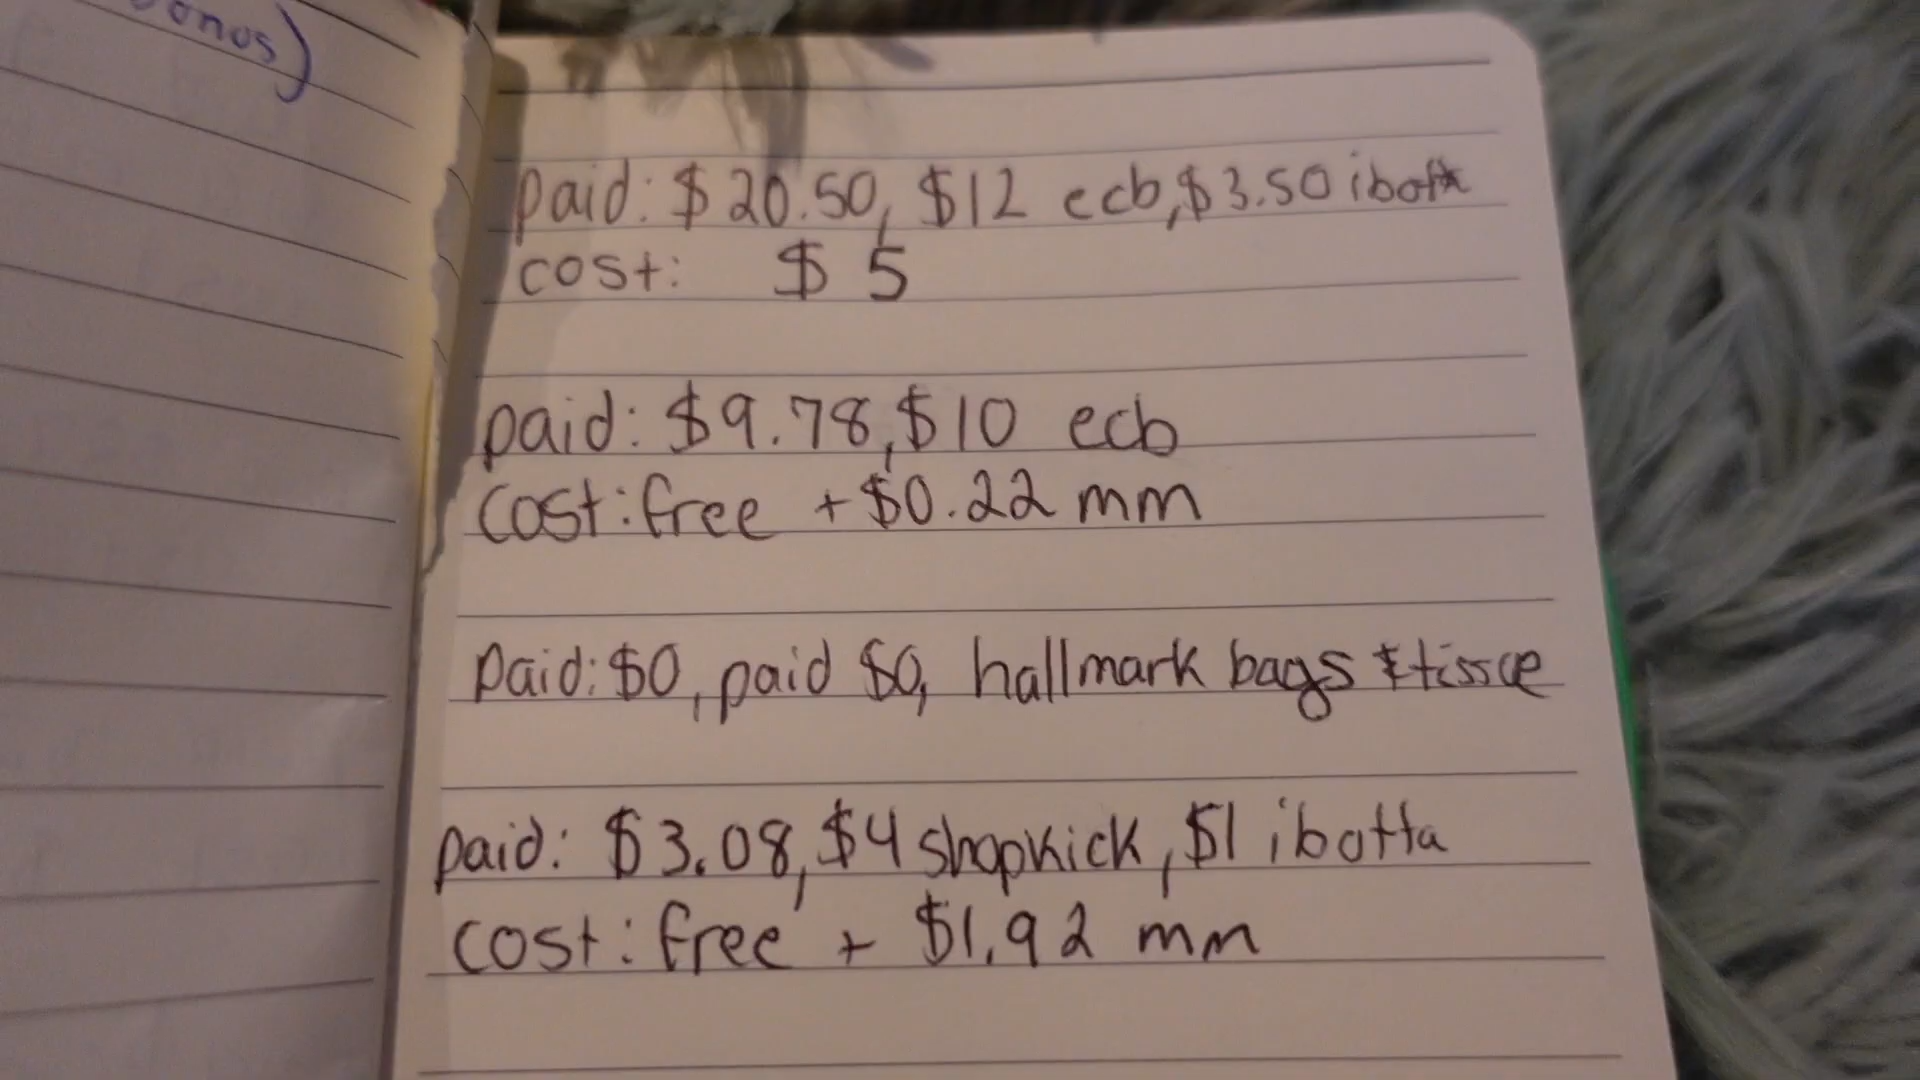 paid: $20.50, $12 ecb, $3.50 ibotta
cost: $5
paid: $9.78, $10 ecb
cost: free + $0.22 mm
paid: $0, paid $0, hallmark bags & tissue
paid: $3.08, $4 shopkick, $1 ibotta
cost: free + $1.92 mm